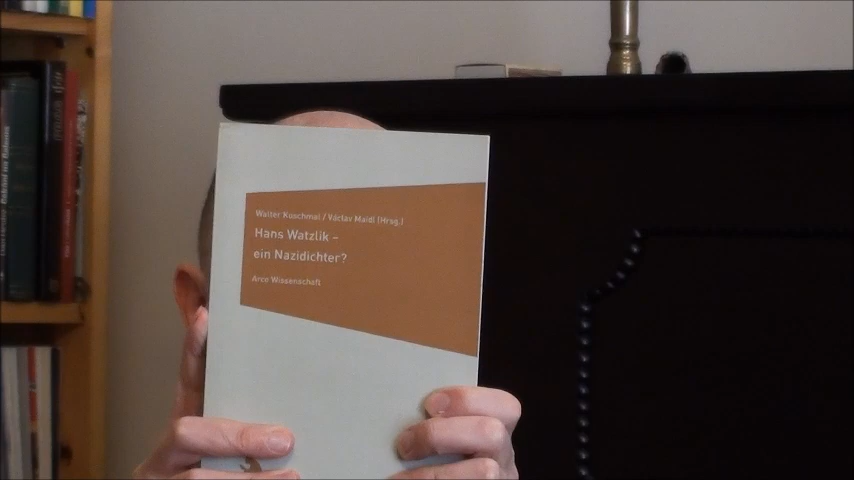 Walter Koschmal / Václav Maidl (Hrsg.)
Hans Watzlik –
ein Nazidichter?
Arco Wissenschaft